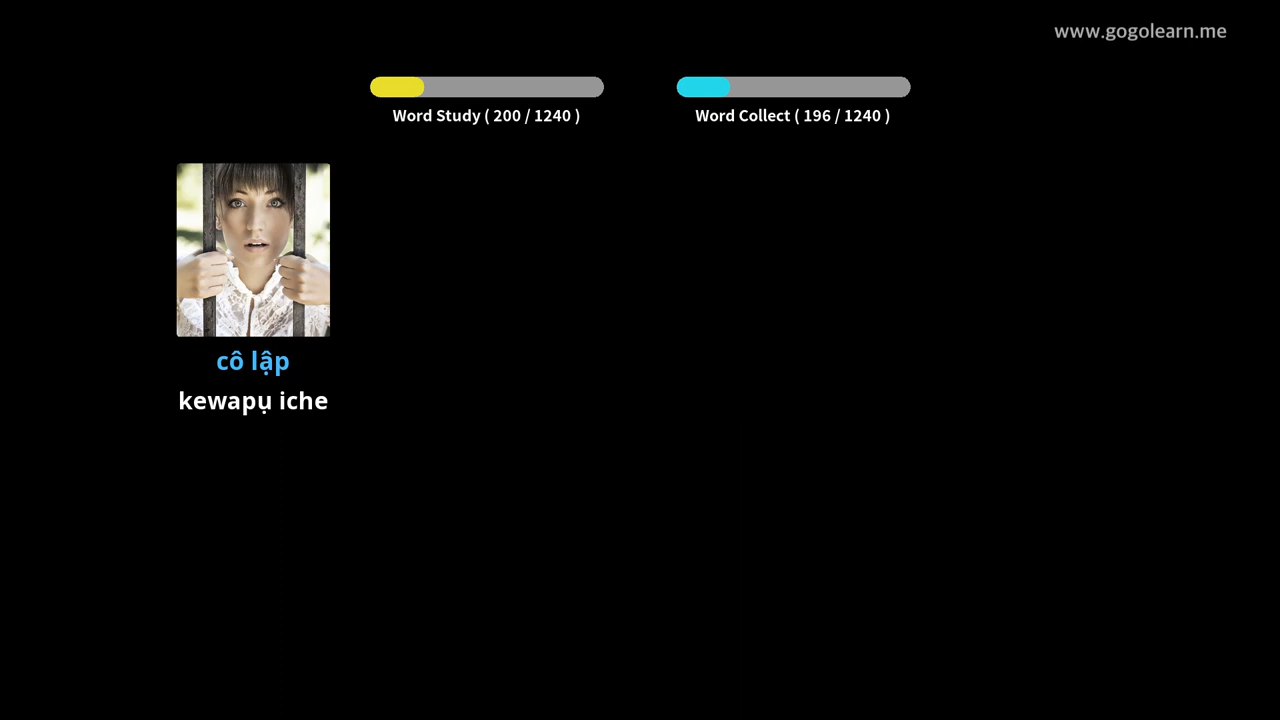 www.gogolearn.me
Word Study ( 200 / 1240 )
Word Collect ( 196 / 1240 )
cô lập
kewapụ iche